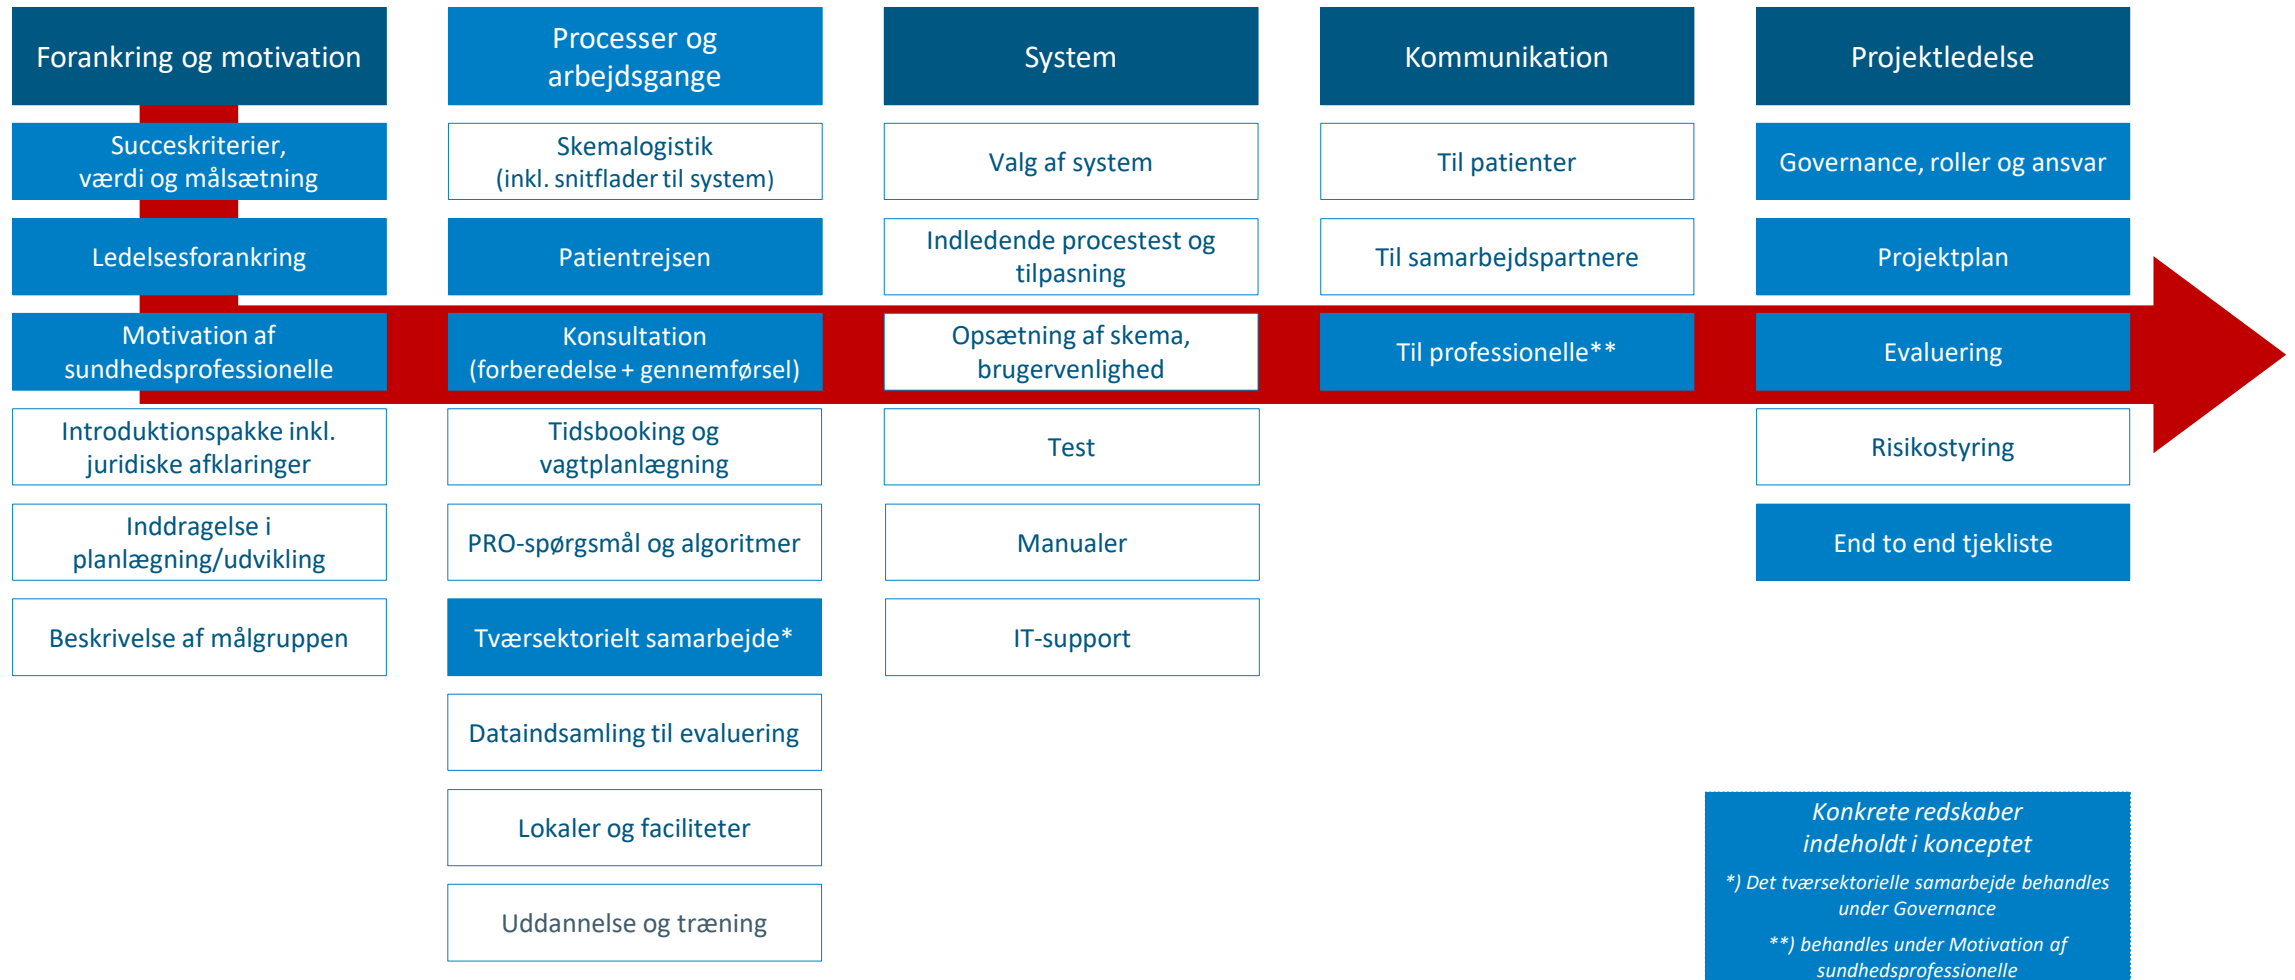 Forankring og motivation
Succeskriterier,
værdi og målsætning
Ledelsesforankring
Motivation af
sundhedsprofessionelle
Introduktionspakke inkl.
juridiske afklaringer
Inddragelse i
planlægning/udvikling
Beskrivelse af målgruppen
Processer og
arbejdsgange
Skemalogistik
(inkl. snitflader til system)
Patientrejsen
Konsultation
(forberedelse + gennemførsel)
Tidsbooking og
vagtplanlægning
PRO-spørgsmål og algoritmer
Tværsektorielt samarbejde*
Dataindsamling til evaluering
Lokaler og faciliteter
Uddannelse og træning
System
Valg af system
Indledende procestest og
tilpasning
Opsætning af skema,
brugervenlighed
Test
Manualer
IT-support
Kommunikation
Til patienter
Til samarbejdspartnere
Til professionelle**
Projektledelse
Governance, roller og ansvar
Projektplan
Evaluering
Risikostyring
End to end tjekliste
Konkrete redskaber
indeholdt i konceptet
*) Det tværsektorielle samarbejde behandles
under Governance
**) behandles under Motivation af
sundhedsprofessionelle